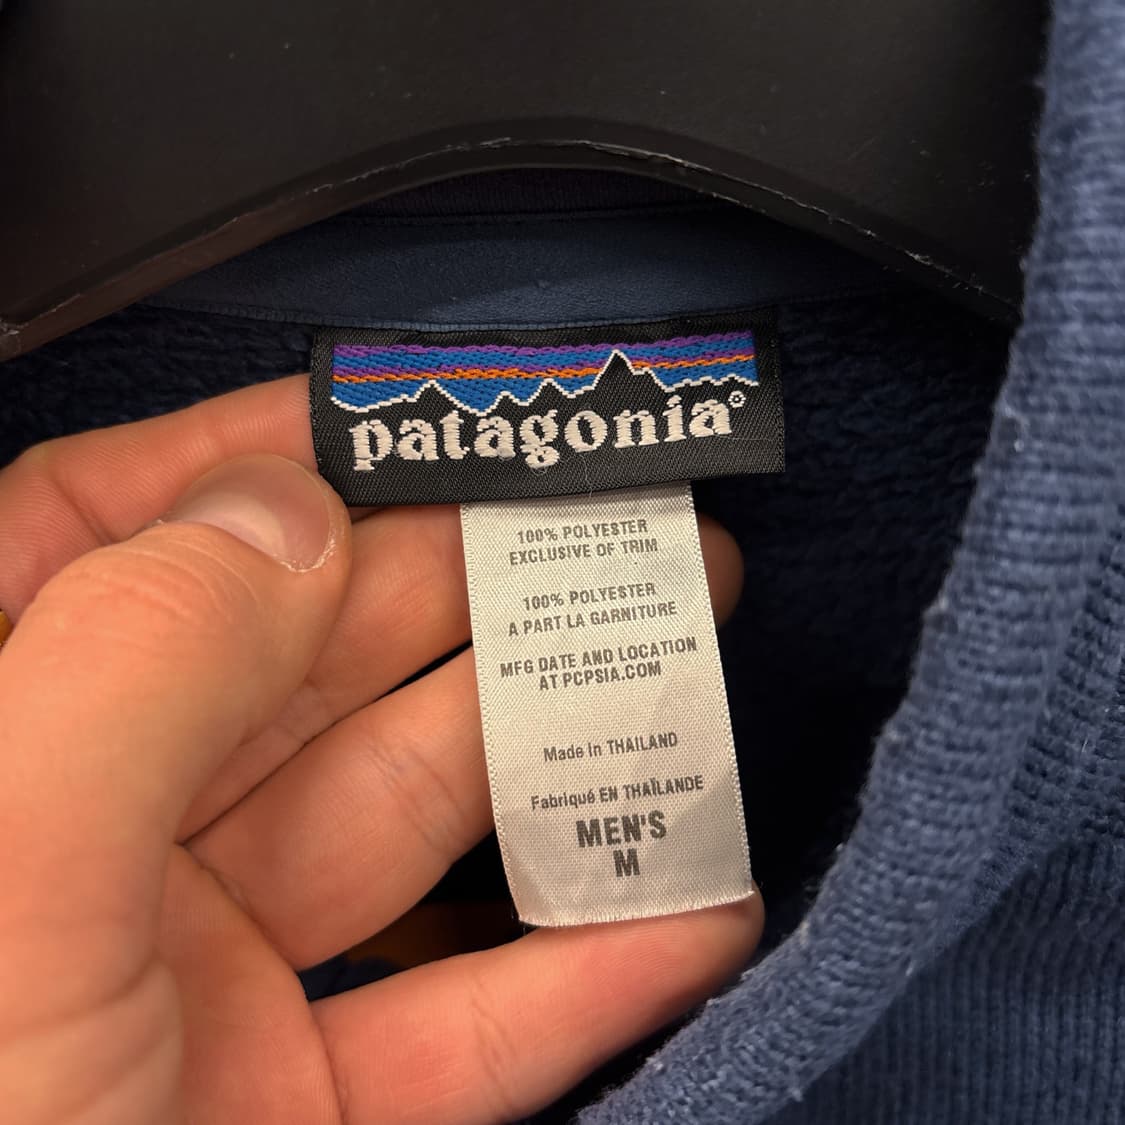 patagonia®
100% POLYESTER
EXCLUSIVE OF TRIM
100% POLYESTER
A PART LA GARNITURE
MFG DATE AND LOCATION
AT PCPSIA.COM
Made In THAILAND
Fabriqué EN THAÏLANDE
MEN'S
M